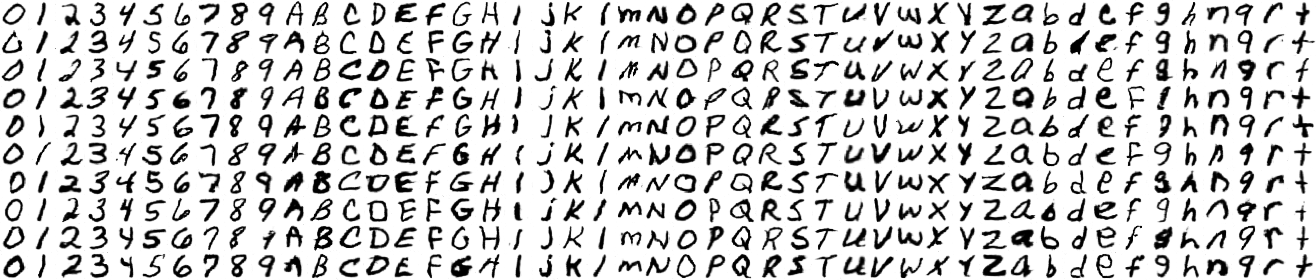 0 1 2 3 4 5 6 7 8 9 A B C D E F G H I j K l m N O P Q R S T U V W X Y Z a b d e f g h n q r t
0 1 2 3 4 5 6 7 8 9 A B C D E F G H I j K l m N O P Q R S T U V W X Y Z a b d e f g h n q r t
0 1 2 3 4 5 6 7 8 9 A B C D E F G H I J K l m N O P Q R S T U V W X Y Z a b d e f g h n q r t
0 1 2 3 4 5 6 7 8 9 A B C D E F G H I J K l m N O P Q R S T U V W X Y Z a b d e f g h n q r t
0 1 2 3 4 5 6 7 8 9 A B C D E F G H I j K l m N O P Q R S T U V W X Y Z a b d e f g h n q r t
0 1 2 3 4 5 6 7 8 9 A B C D E F G H I j K l m N O P Q R S T U V W X Y Z a b d e f g h n q r t
0 1 2 3 4 5 6 7 8 9 A B C D E F G H I j K l m N O P Q R S T U V W X Y Z a b d e f g h n q r t
0 1 2 3 4 5 6 7 8 9 A B C D E F G H I j K l m N O P Q R S T U V W X Y Z a b d e f g h n q r t
0 1 2 3 4 5 6 7 8 9 A B C D E F G H I J K l m N O P Q R S T U V W X Y Z a b d e f g h n q r t
0 1 2 3 4 5 6 7 8 9 A B C D E F G H I J K l m N O P Q R S T U V W X Y Z a b d e f g h n q r t